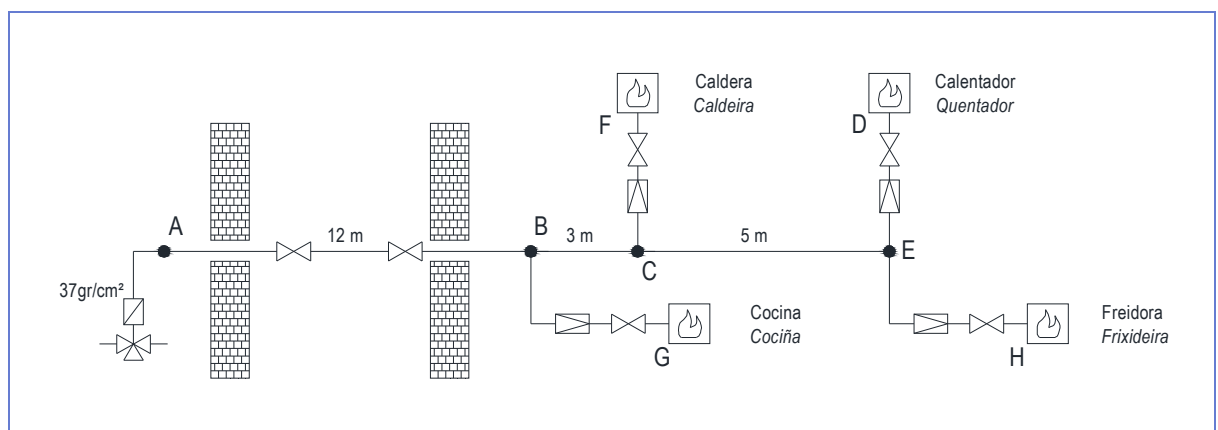 Caldera
Caldeira
Calentador
Quentador
F
D
A
12 m
B
3 m
5 m
C
E
37gr/cm²
Cocina
Cociña
Freidora
Frixideira
G
H